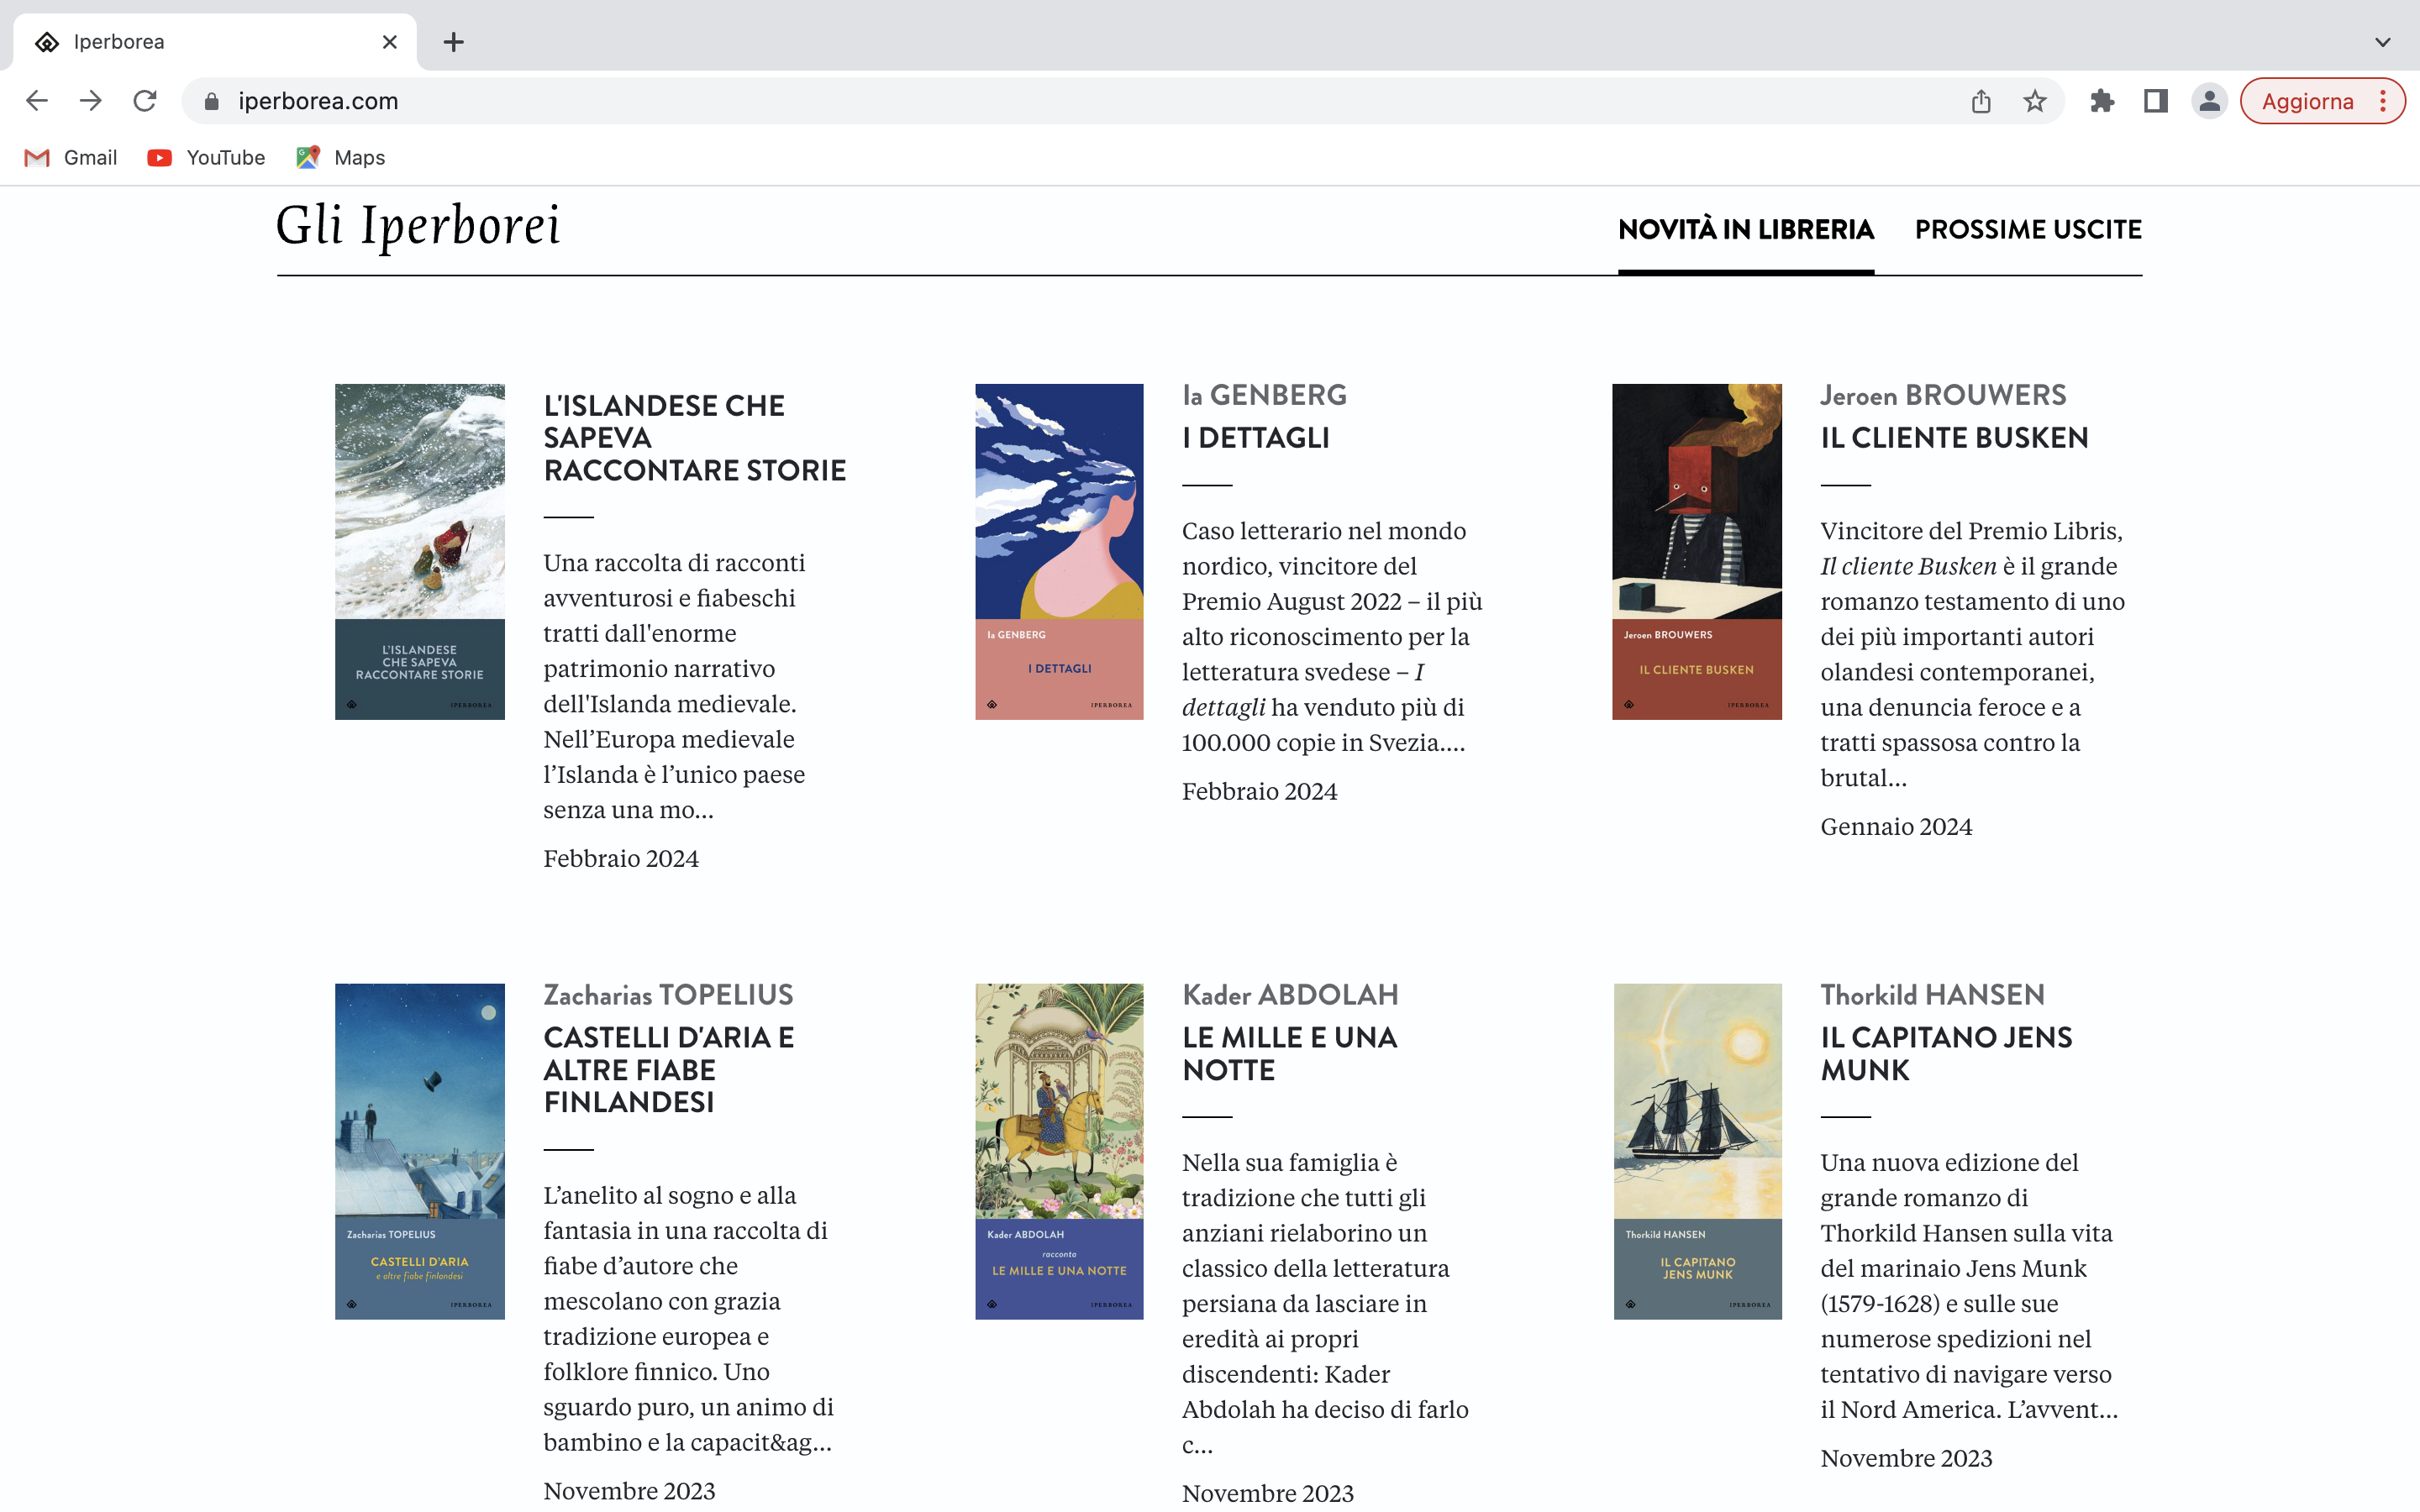 Iperborea
iperborea.com
Aggiorna
Gmail
YouTube
Maps
Gli Iperborei
NOVITÀ IN LIBRERIA
PROSSIME USCITE
L'ISLANDESE
CHE SAPEVA
RACCONTARE STORIE
IPERBOREA
L'ISLANDESE CHE
SAPEVA
RACCONTARE STORIE
Una raccolta di racconti
avventurosi e fiabeschi
tratti dall'enorme
patrimonio narrativo
dell'Islanda medievale.
Nell’Europa medievale
l’Islanda è l’unico paese
senza una mo...
Febbraio 2024
Ia GENBERG
I DETTAGLI
IPERBOREA
Ia GENBERG
I DETTAGLI
Caso letterario nel mondo
nordico, vincitore del
Premio August 2022 – il più
alto riconoscimento per la
letteratura svedese – I
dettagli ha venduto più di
100.000 copie in Svezia....
Febbraio 2024
Jeroen BROUWERS
IL CLIENTE BUSKEN
IPERBOREA
Jeroen BROUWERS
IL CLIENTE BUSKEN
Vincitore del Premio Libris,
Il cliente Busken è il grande
romanzo testamento di uno
dei più importanti autori
olandesi contemporanei,
una denuncia feroce e a
tratti spassosa contro la
brutal...
Gennaio 2024
Zacharias TOPELIUS
CASTELLI D'ARIA
e altre fiabe finlandesi
IPERBOREA
Zacharias TOPELIUS
CASTELLI D'ARIA E
ALTRE FIABE
FINLANDESI
L’anelito al sogno e alla
fantasia in una raccolta di
fiabe d’autore che
mescolano con grazia
tradizione europea e
folklore finnico. Uno
sguardo puro, un animo di
bambino e la capacit&ag...
Novembre 2023
Kader ABDOLAH
racconta
LE MILLE E UNA NOTTE
IPERBOREA
Kader ABDOLAH
LE MILLE E UNA
NOTTE
Nella sua famiglia è
tradizione che tutti gli
anziani rielaborino un
classico della letteratura
persiana da lasciare in
eredità ai propri
discendenti: Kader
Abdolah ha deciso di farlo
c...
Novembre 2023
Thorkild HANSEN
IL CAPITANO
JENS MUNK
IPERBOREA
Thorkild HANSEN
IL CAPITANO JENS
MUNK
Una nuova edizione del
grande romanzo di
Thorkild Hansen sulla vita
del marinaio Jens Munk
(1579-1628) e sulle sue
numerose spedizioni nel
tentativo di navigare verso
il Nord America. L’avvent...
Novembre 2023